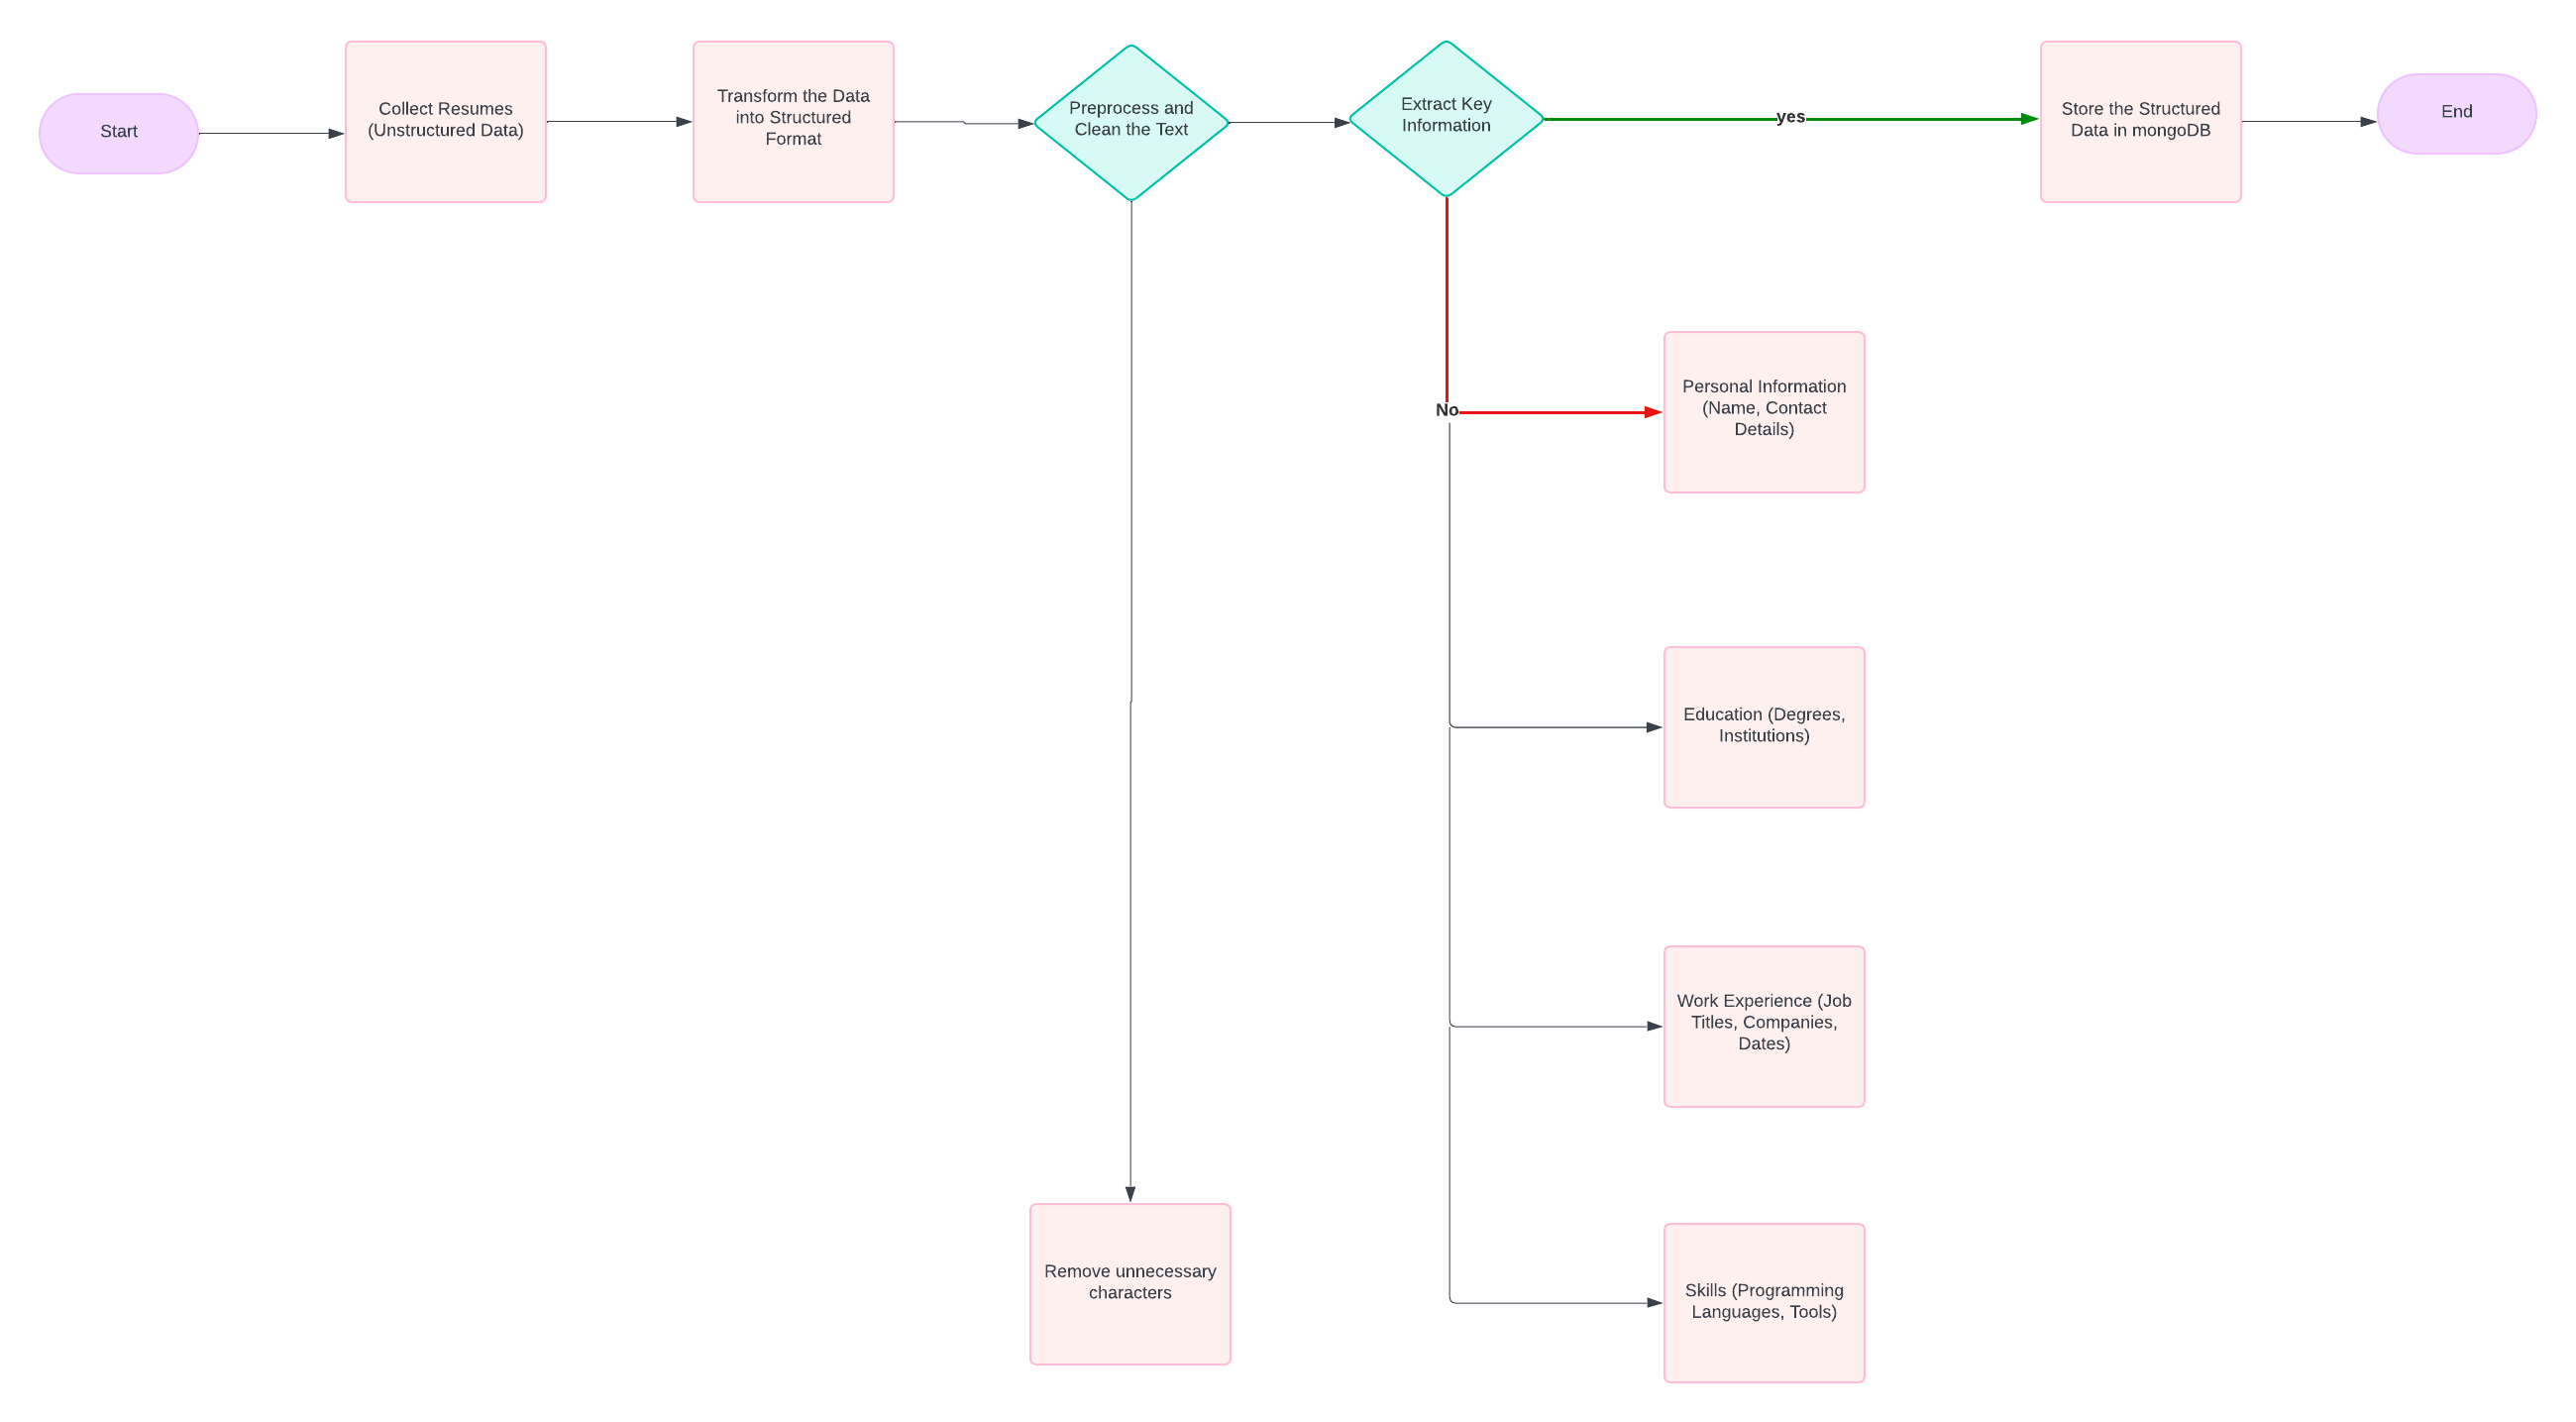 Start
Collect Resumes
(Unstructured Data)
Transform the Data
into Structured
Format
Preprocess and
Clean the Text
Extract Key
Information
yes
Store the Structured
Data in mongoDB
End
No
Personal Information
(Name, Contact
Details)
Education (Degrees,
Institutions)
Work Experience (Job
Titles, Companies,
Dates)
Remove unnecessary
characters
Skills (Programming
Languages, Tools)